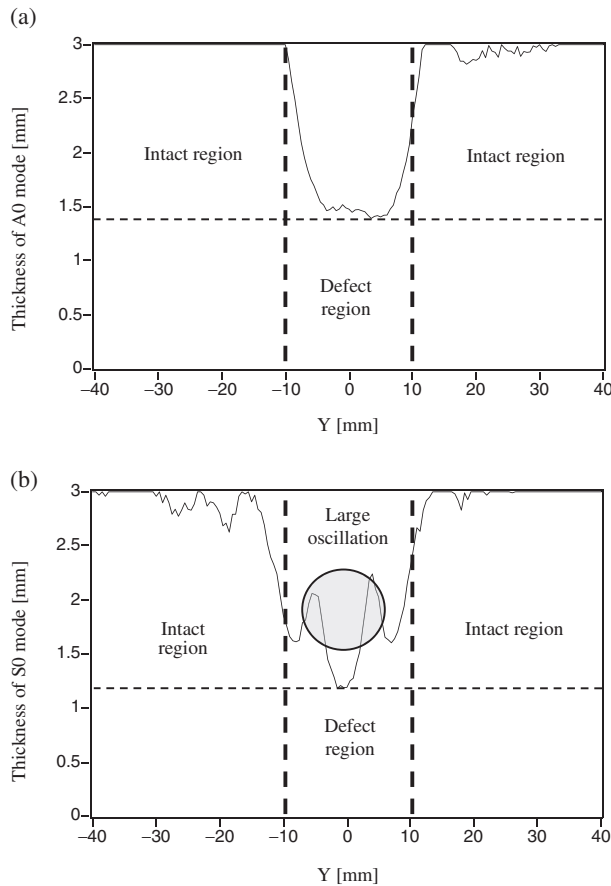 (a)
Thickness of A0 mode [mm]
3
2.5
2
1.5
1
0.5
0
Intact region
Intact region
Defect
region
−40
−30
−20
−10
0
10
20
30
40
Y [mm]
(b)
Thickness of S0 mode [mm]
3
2.5
2
1.5
1
0.5
0
Large
oscillation
Intact
region
Intact region
Defect
region
−40
−30
−20
−10
0
10
20
30
40
Y [mm]